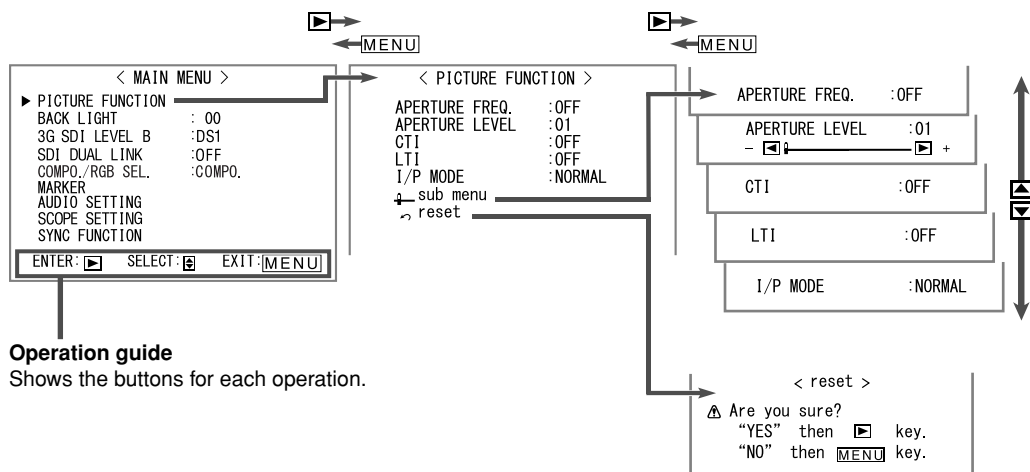 MENU
MENU
< MAIN MENU >
PICTURE FUNCTION
BACK LIGHT : 00
3G SDI LEVEL B :DS1
SDI DUAL LINK :OFF
COMPO./RGB SEL. :COMPO.
MARKER
AUDIO SETTING
SCOPE SETTING
SYNC FUNCTION
ENTER: SELECT: EXIT:MENU
< PICTURE FUNCTION >
APERTURE FREQ. :OFF
APERTURE LEVEL :01
CTI :OFF
LTI :OFF
I/P MODE :NORMAL
sub menu
reset
APERTURE FREQ. :OFF
APERTURE LEVEL :01
- +
CTI :OFF
LTI :OFF
I/P MODE :NORMAL
Operation guide
Shows the buttons for each operation.
< reset >
Are you sure?
“YES” then key.
“NO” then MENU key.